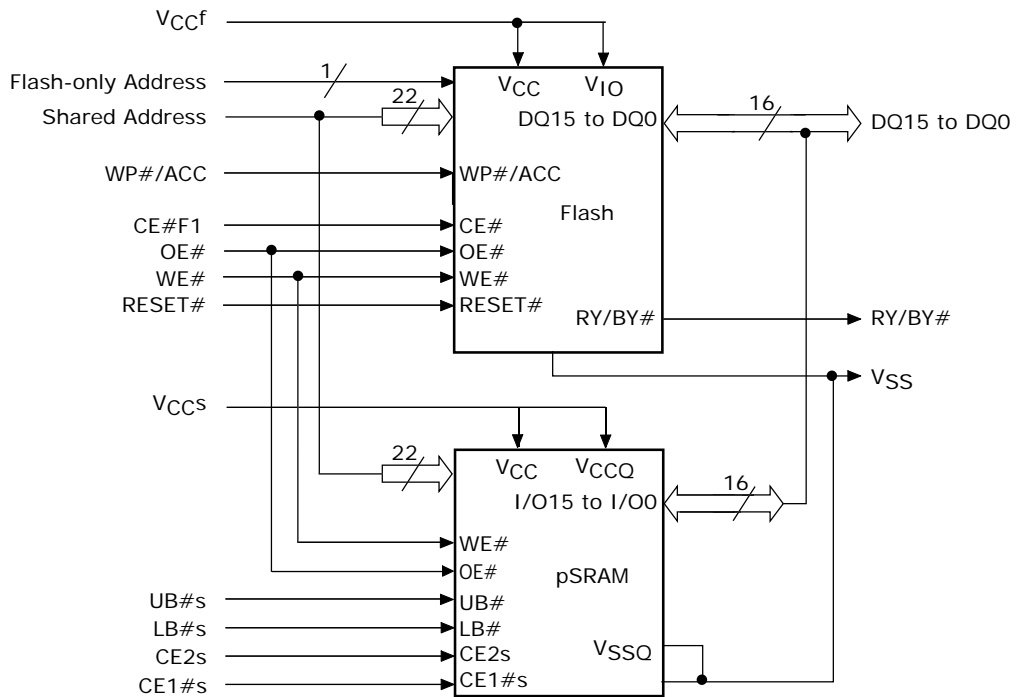 VCCf
Flash-only Address
1
VCC
VIO
Shared Address
22
DQ15 to DQ0
16
DQ15 to DQ0
WP#/ACC
WP#/ACC
Flash
CE#F1
CE#
OE#
OE#
WE#
WE#
RESET#
RESET#
RY/BY#
RY/BY#
VSS
VCCs
22
VCC
VCCQ
I/O15 to I/O0
16
WE#
OE#
pSRAM
UB#s
UB#
LB#s
LB#
CE2s
CE2s
VSSQ
CE1#s
CE1#s